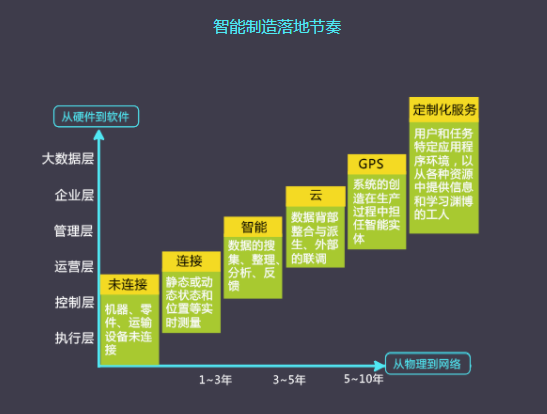 智能制造落地节奏
从硬件到软件
大数据层
企业层
管理层
运营层
控制层
执行层
未连接
机器、零
件、运输
设备未连
接
连接
静态或动
态状态和
位置等实
时测量
智能
数据的搜
集、整理、
分析、反
馈
云
数据背部
整合与派
生、外部
的联调
GPS
系统的创
造在生产
过程中担
任智能实
体
定制化服务
用户和任务
特定应用程
序环境，以
从各种资源
中提供信息
和学习渊博
的工人
1~3年
3~5年
5~10年
从物理到网络